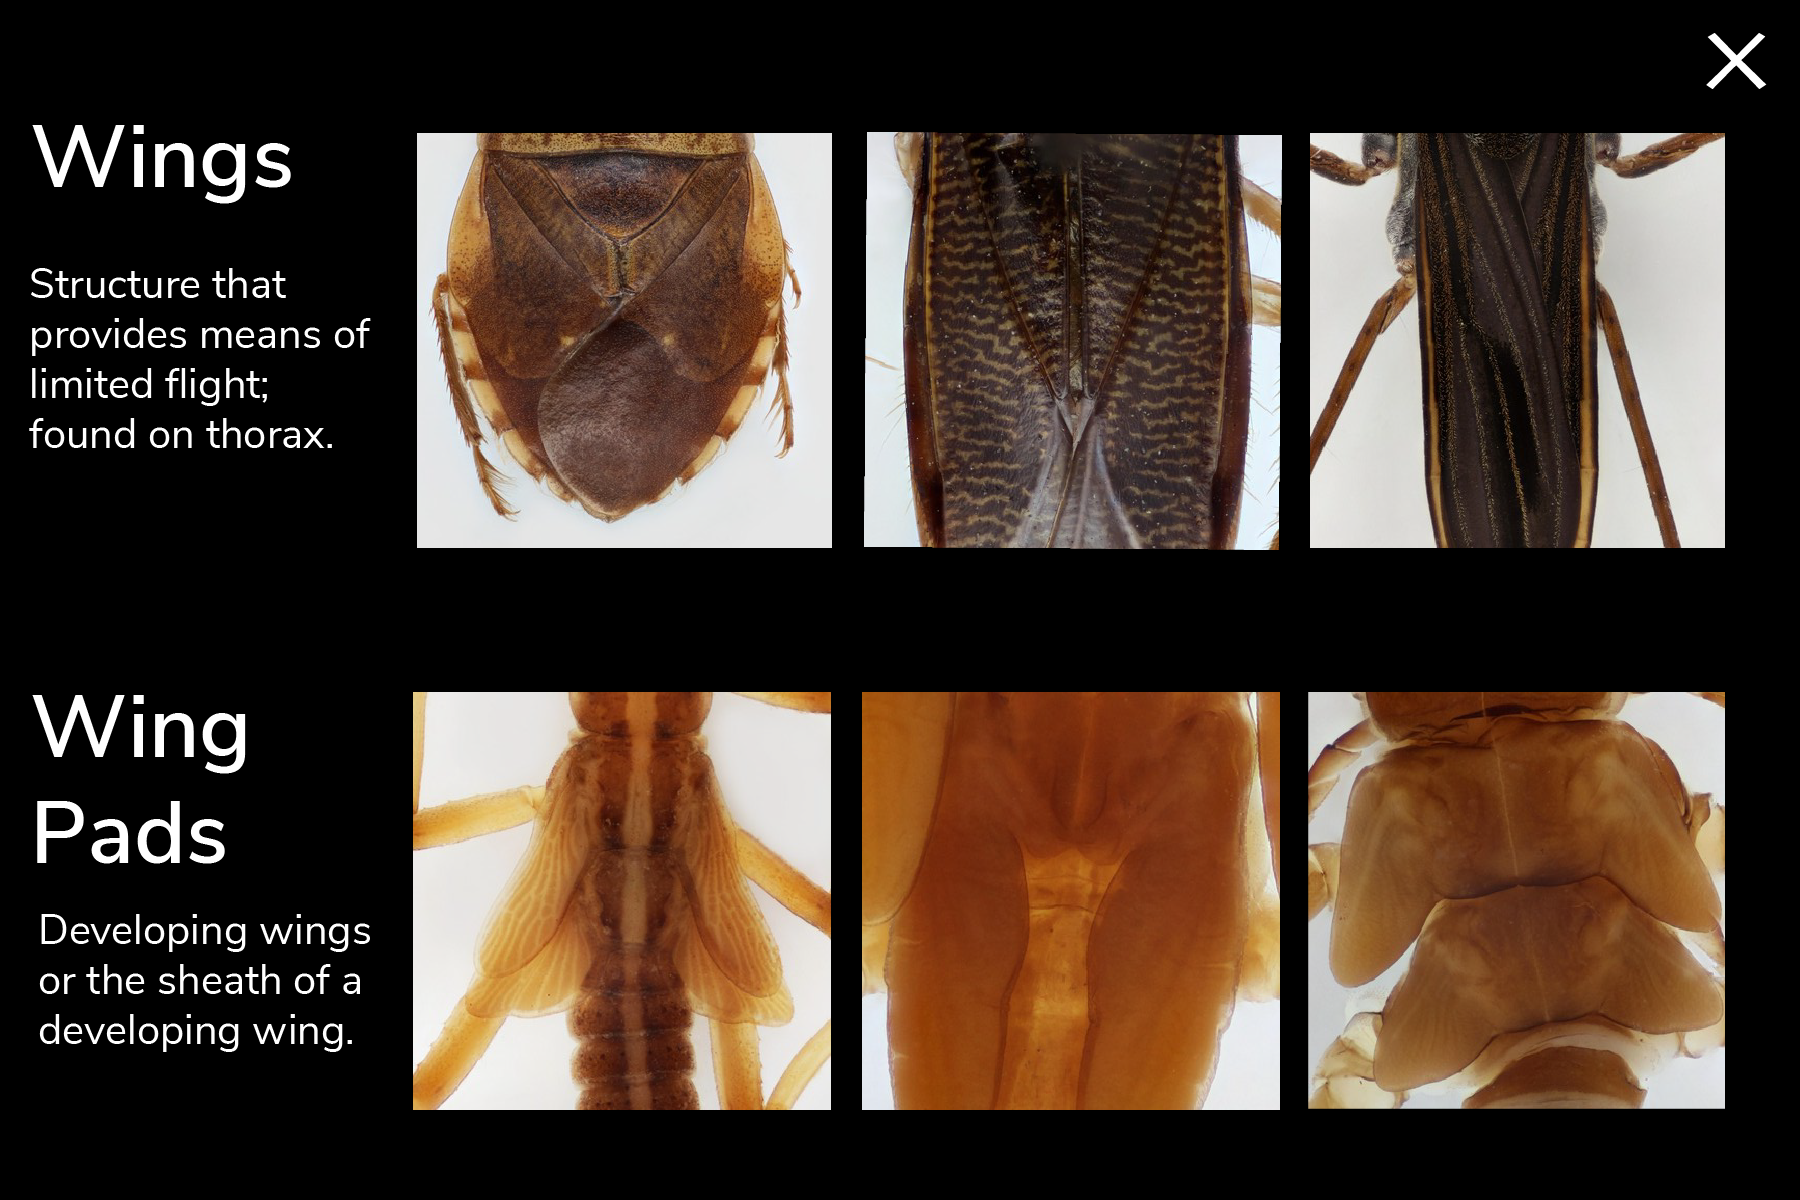 Wings
Structure that
provides means of
limited flight;
found on thorax.
Wing
Pads
Developing wings
or the sheath of a
developing wing.